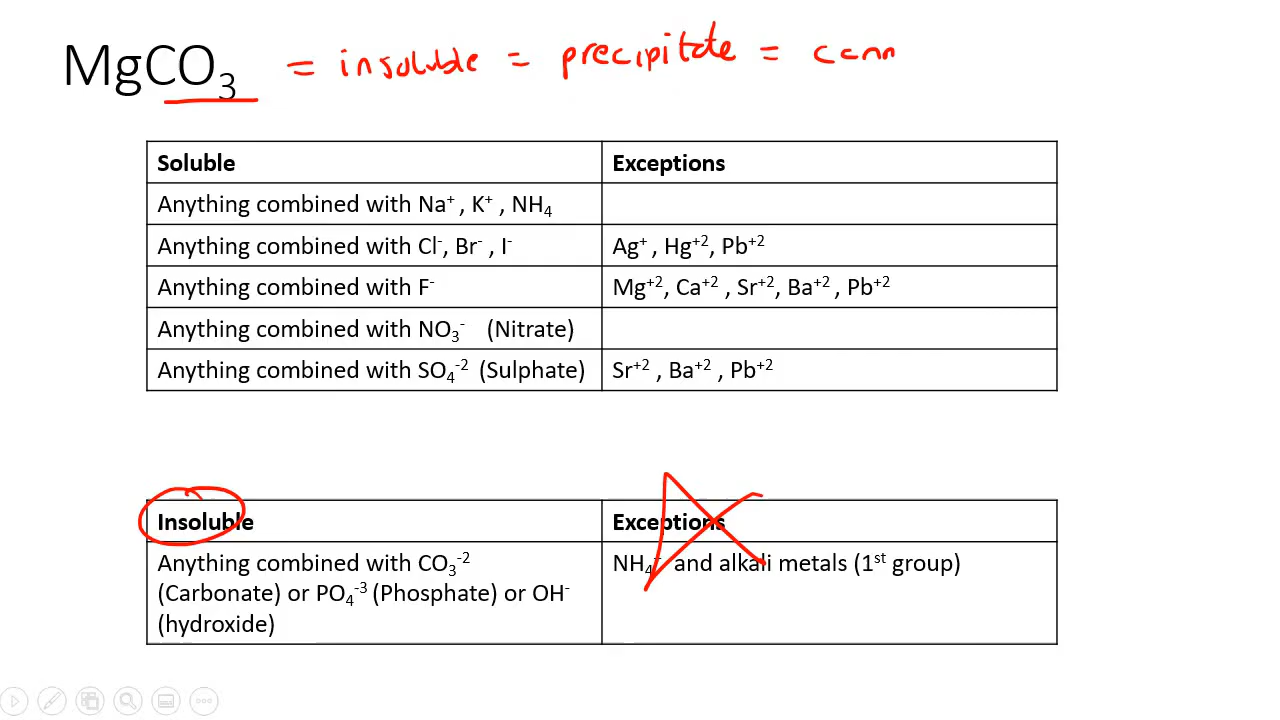 MgCO₃ = insoluble = precipitate = cann
Soluble Exceptions
Anything combined with Na⁺ , K⁺ , NH₄
Anything combined with Cl⁻, Br⁻ , I⁻ Ag⁺ , Hg⁺², Pb⁺²
Anything combined with F⁻ Mg⁺², Ca⁺² , Sr⁺², Ba⁺² , Pb⁺²
Anything combined with NO₃⁻ (Nitrate)
Anything combined with SO₄⁻² (Sulphate) Sr⁺² , Ba⁺² , Pb⁺²
Insoluble Exceptions
Anything combined with CO₃⁻² NH₄⁺ and alkali metals (1ˢᵗ group)
(Carbonate) or PO₄⁻³ (Phosphate) or OH⁻
(hydroxide)